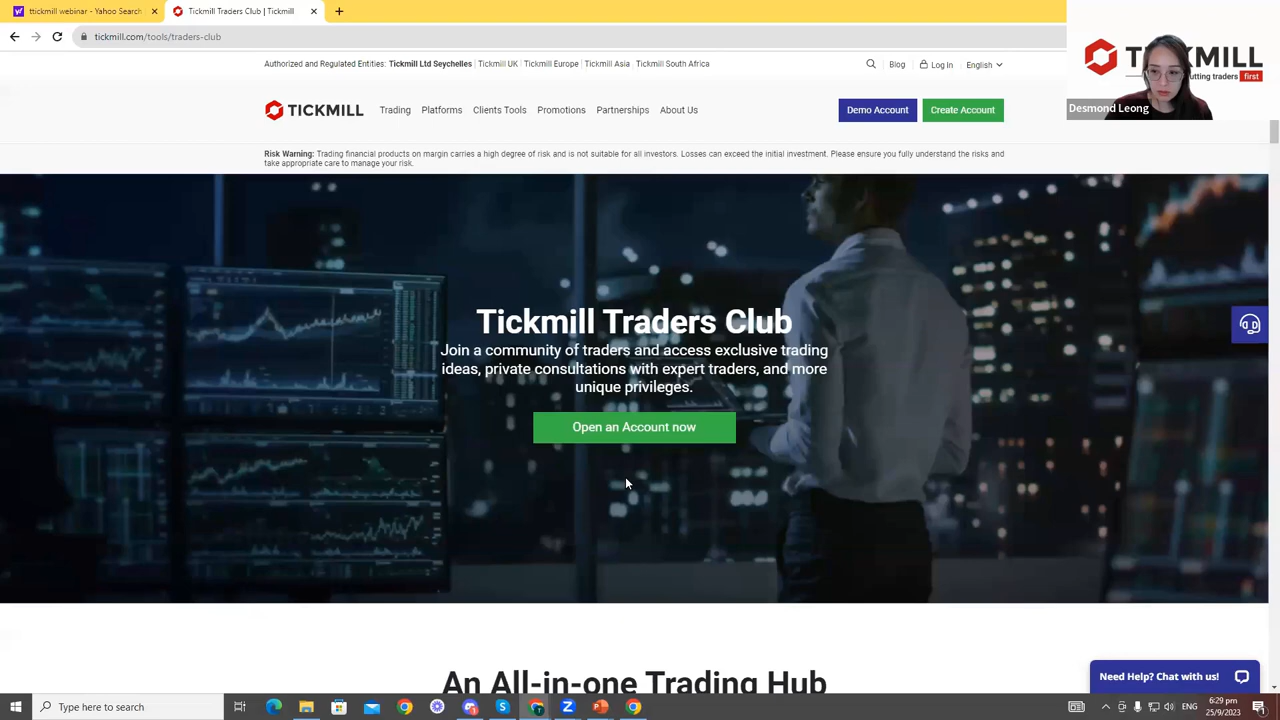 ttickmill webinar - Yahoo Search
Tickmill Traders Club | Tickmill
tickmill.com/tools/traders-club
Authorized and Regulated Entities: Tickmill Ltd Seychelles | Tickmill UK | Tickmill Europe | Tickmill Asia | Tickmill South Africa
Blog
Log in
English
TICKMILL
Trading
Platforms
Clients Tools
Promotions
Partnerships
About Us
Demo Account
Create Account
first
Desmond Leong
Risk Warning: Trading financial products on margin carries a high degree of risk and is not suitable for all investors. Losses can exceed the initial investment. Please ensure you fully understand the risks and
take appropriate care to manage your risk.
Tickmill Traders Club
Join a community of traders and access exclusive trading
ideas, private consultations with expert traders, and more
unique privileges.
Open an Account now
An All-in-one Trading Hub
Need Help? Chat with us!
Type here to search
ENG
6:29 pm
25/9/2023